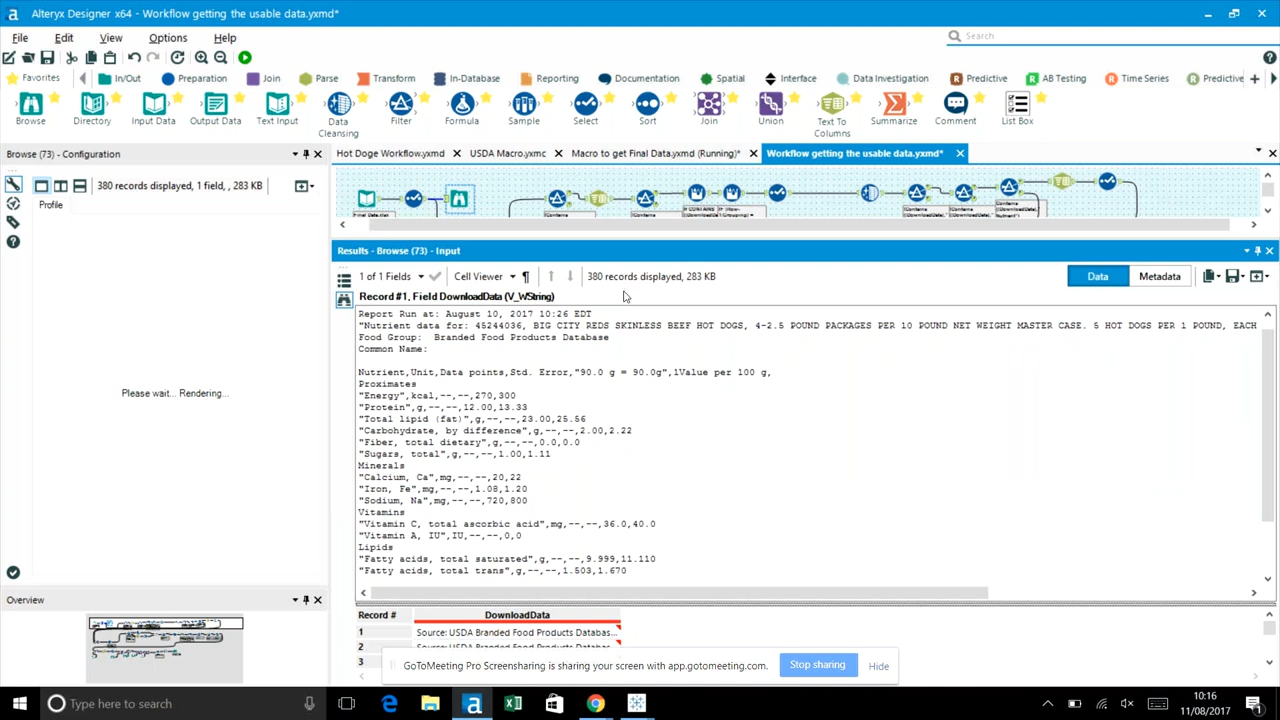 Alteryx Designer x64 - Workflow getting the usable data.yxmd*
File Edit View Options Help
Search
Favorites In/Out Preparation Join Parse Transform In-Database Reporting Documentation Spatial Interface Data Investigation Predictive AB Testing Time Series Predictive
Browse Directory Input Data Output Data Text Input Data Cleansing Filter Formula Sample Select Sort Join Union Text To Columns Summarize Comment List Box
Browse (73) - Configuration
Hot Doge Workflow.yxmd USDA Macro.yxmc Macro to get Final Data.yxmd (Running)* Workflow getting the usable data.yxmd*
380 records displayed, 1 field, , 283 KB
Profile
Please wait... Rendering...
Results - Browse (73) - Input
1 of 1 Fields Cell Viewer 380 records displayed, 283 KB Data Metadata
Record #1, Field DownloadData (V_WString)
Report Run at: August 10, 2017 10:26 EDT
"Nutrient data for: 45244036, BIG CITY REDS SKINLESS BEEF HOT DOGS, 4-2.5 POUND PACKAGES PER 10 POUND NET WEIGHT MASTER CASE. 5 HOT DOGS PER 1 POUND, EACH
Food Group: Branded Food Products Database
Common Name:
Nutrient,Unit,Data points,Std. Error,"90.0 g = 90.0g",1Value per 100 g,
Proximates
"Energy",kcal,--,--,270,300
"Protein",g,--,--,12.00,13.33
"Total lipid (fat)",g,--,--,23.00,25.56
"Carbohydrate, by difference",g,--,--,2.00,2.22
"Fiber, total dietary",g,--,--,0.0,0.0
"Sugars, total",g,--,--,1.00,1.11
Minerals
"Calcium, Ca",mg,--,--,20,22
"Iron, Fe",mg,--,--,1.08,1.20
"Sodium, Na",mg,--,--,720,800
Vitamins
"Vitamin C, total ascorbic acid",mg,--,--,36.0,40.0
"Vitamin A, IU",IU,--,--,0,0
Lipids
"Fatty acids, total saturated",g,--,--,9.999,11.110
"Fatty acids, total trans",g,--,--,1.503,1.670
Overview
Record # DownloadData
1 Source: USDA Branded Food Products Databas...
2 Source: USDA Branded Food Products Databas...
3
GoToMeeting Pro Screensharing is sharing your screen with app.gotomeeting.com. Stop sharing Hide
Type here to search
10:16
11/08/2017